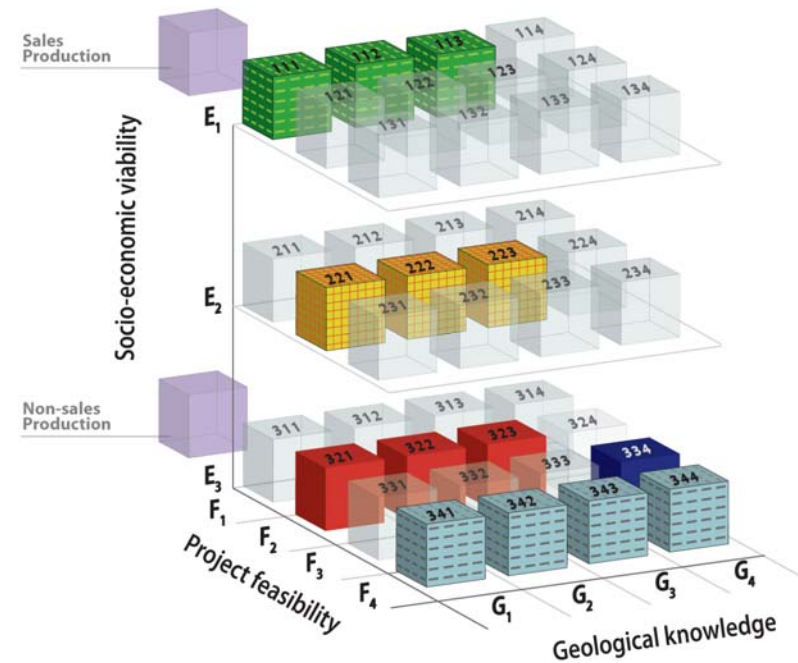 Sales
Production
111 112 113 114
121 122 123 124
131 132 133 134
E1
Socio-economic viability
211 212 213 214
221 222 223 224
231 232 233 234
E2
Non-sales
Production
311 312 313 314
321 322 323 324
331 332 333 334
341 342 343 344
E3
F1
F2
F3
F4
Project feasibility
G1
G2
G3
G4
Geological knowledge